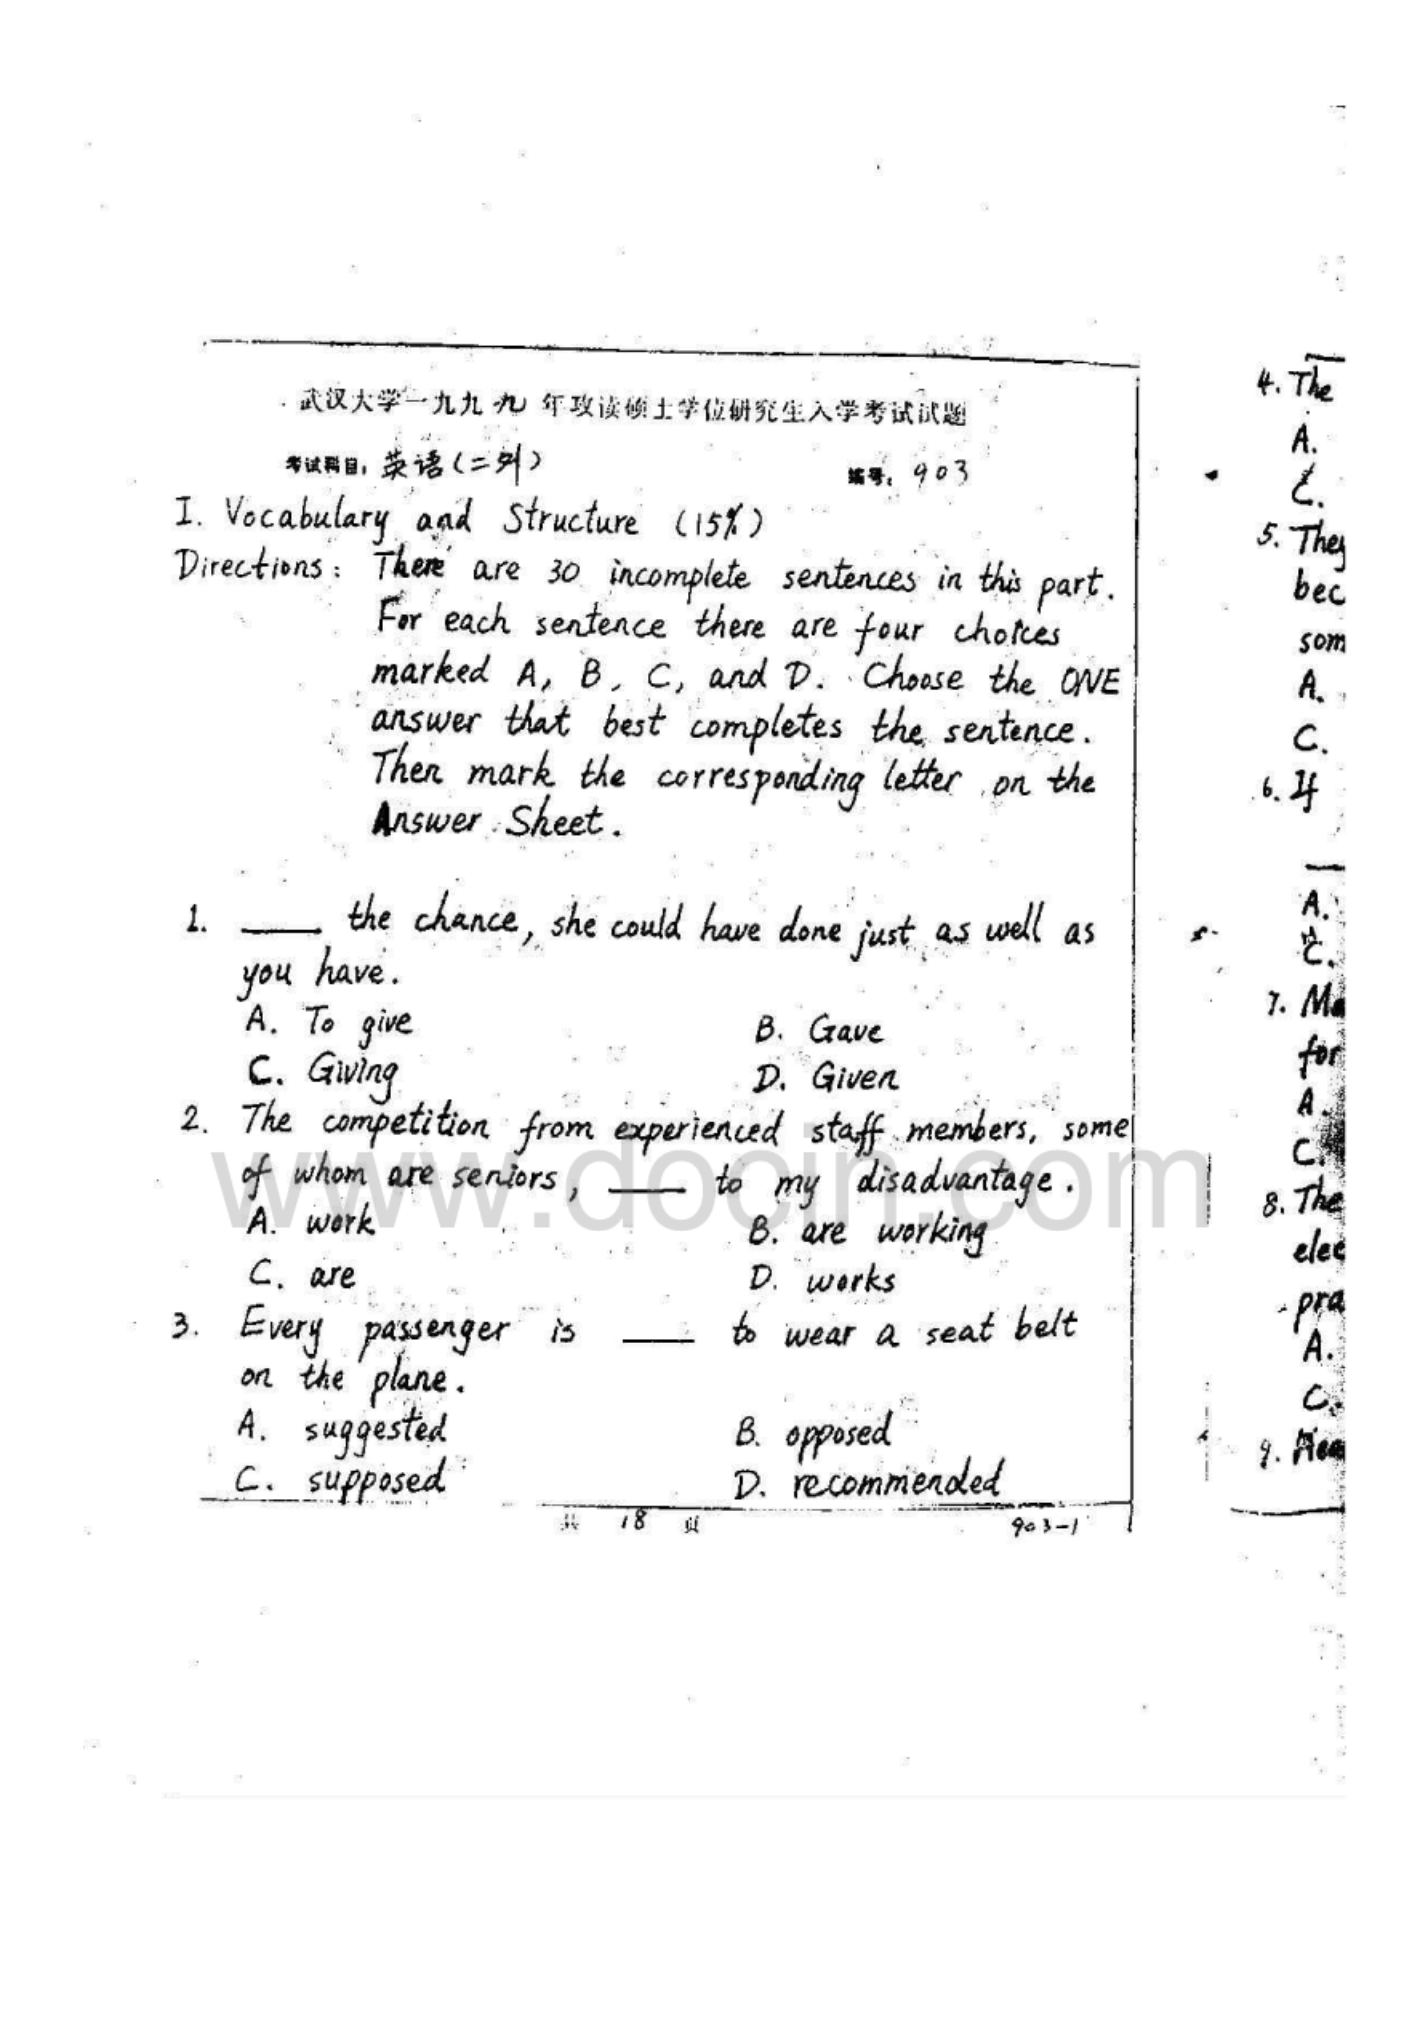 武汉大学一九九九年攻读硕士学位研究生入学考试试题
考试科目：英语（二外） 编号：903
I. Vocabulary and Structure (15%)
Directions: There are 30 incomplete sentences in this part.
For each sentence there are four choices
marked A, B, C, and D. Choose the ONE
answer that best completes the sentence.
Then mark the corresponding letter on the
Answer Sheet.
1. ____ the chance, she could have done just as well as
you have.
A. To give B. Gave
C. Giving D. Given
2. The competition from experienced staff members, some
of whom are seniors, ____ to my disadvantage.
www.docin.com
A. work B. are working
C. are D. works
3. Every passenger is ____ to wear a seat belt
on the plane.
A. suggested B. opposed
C. supposed D. recommended
共 18 页 903-1
4. The
A.
C.
5. They
bec
som
A.
C.
6. If
A.
C.
7. Ma
for
A.
C.
8. The
elec
pra
A.
C.
9.